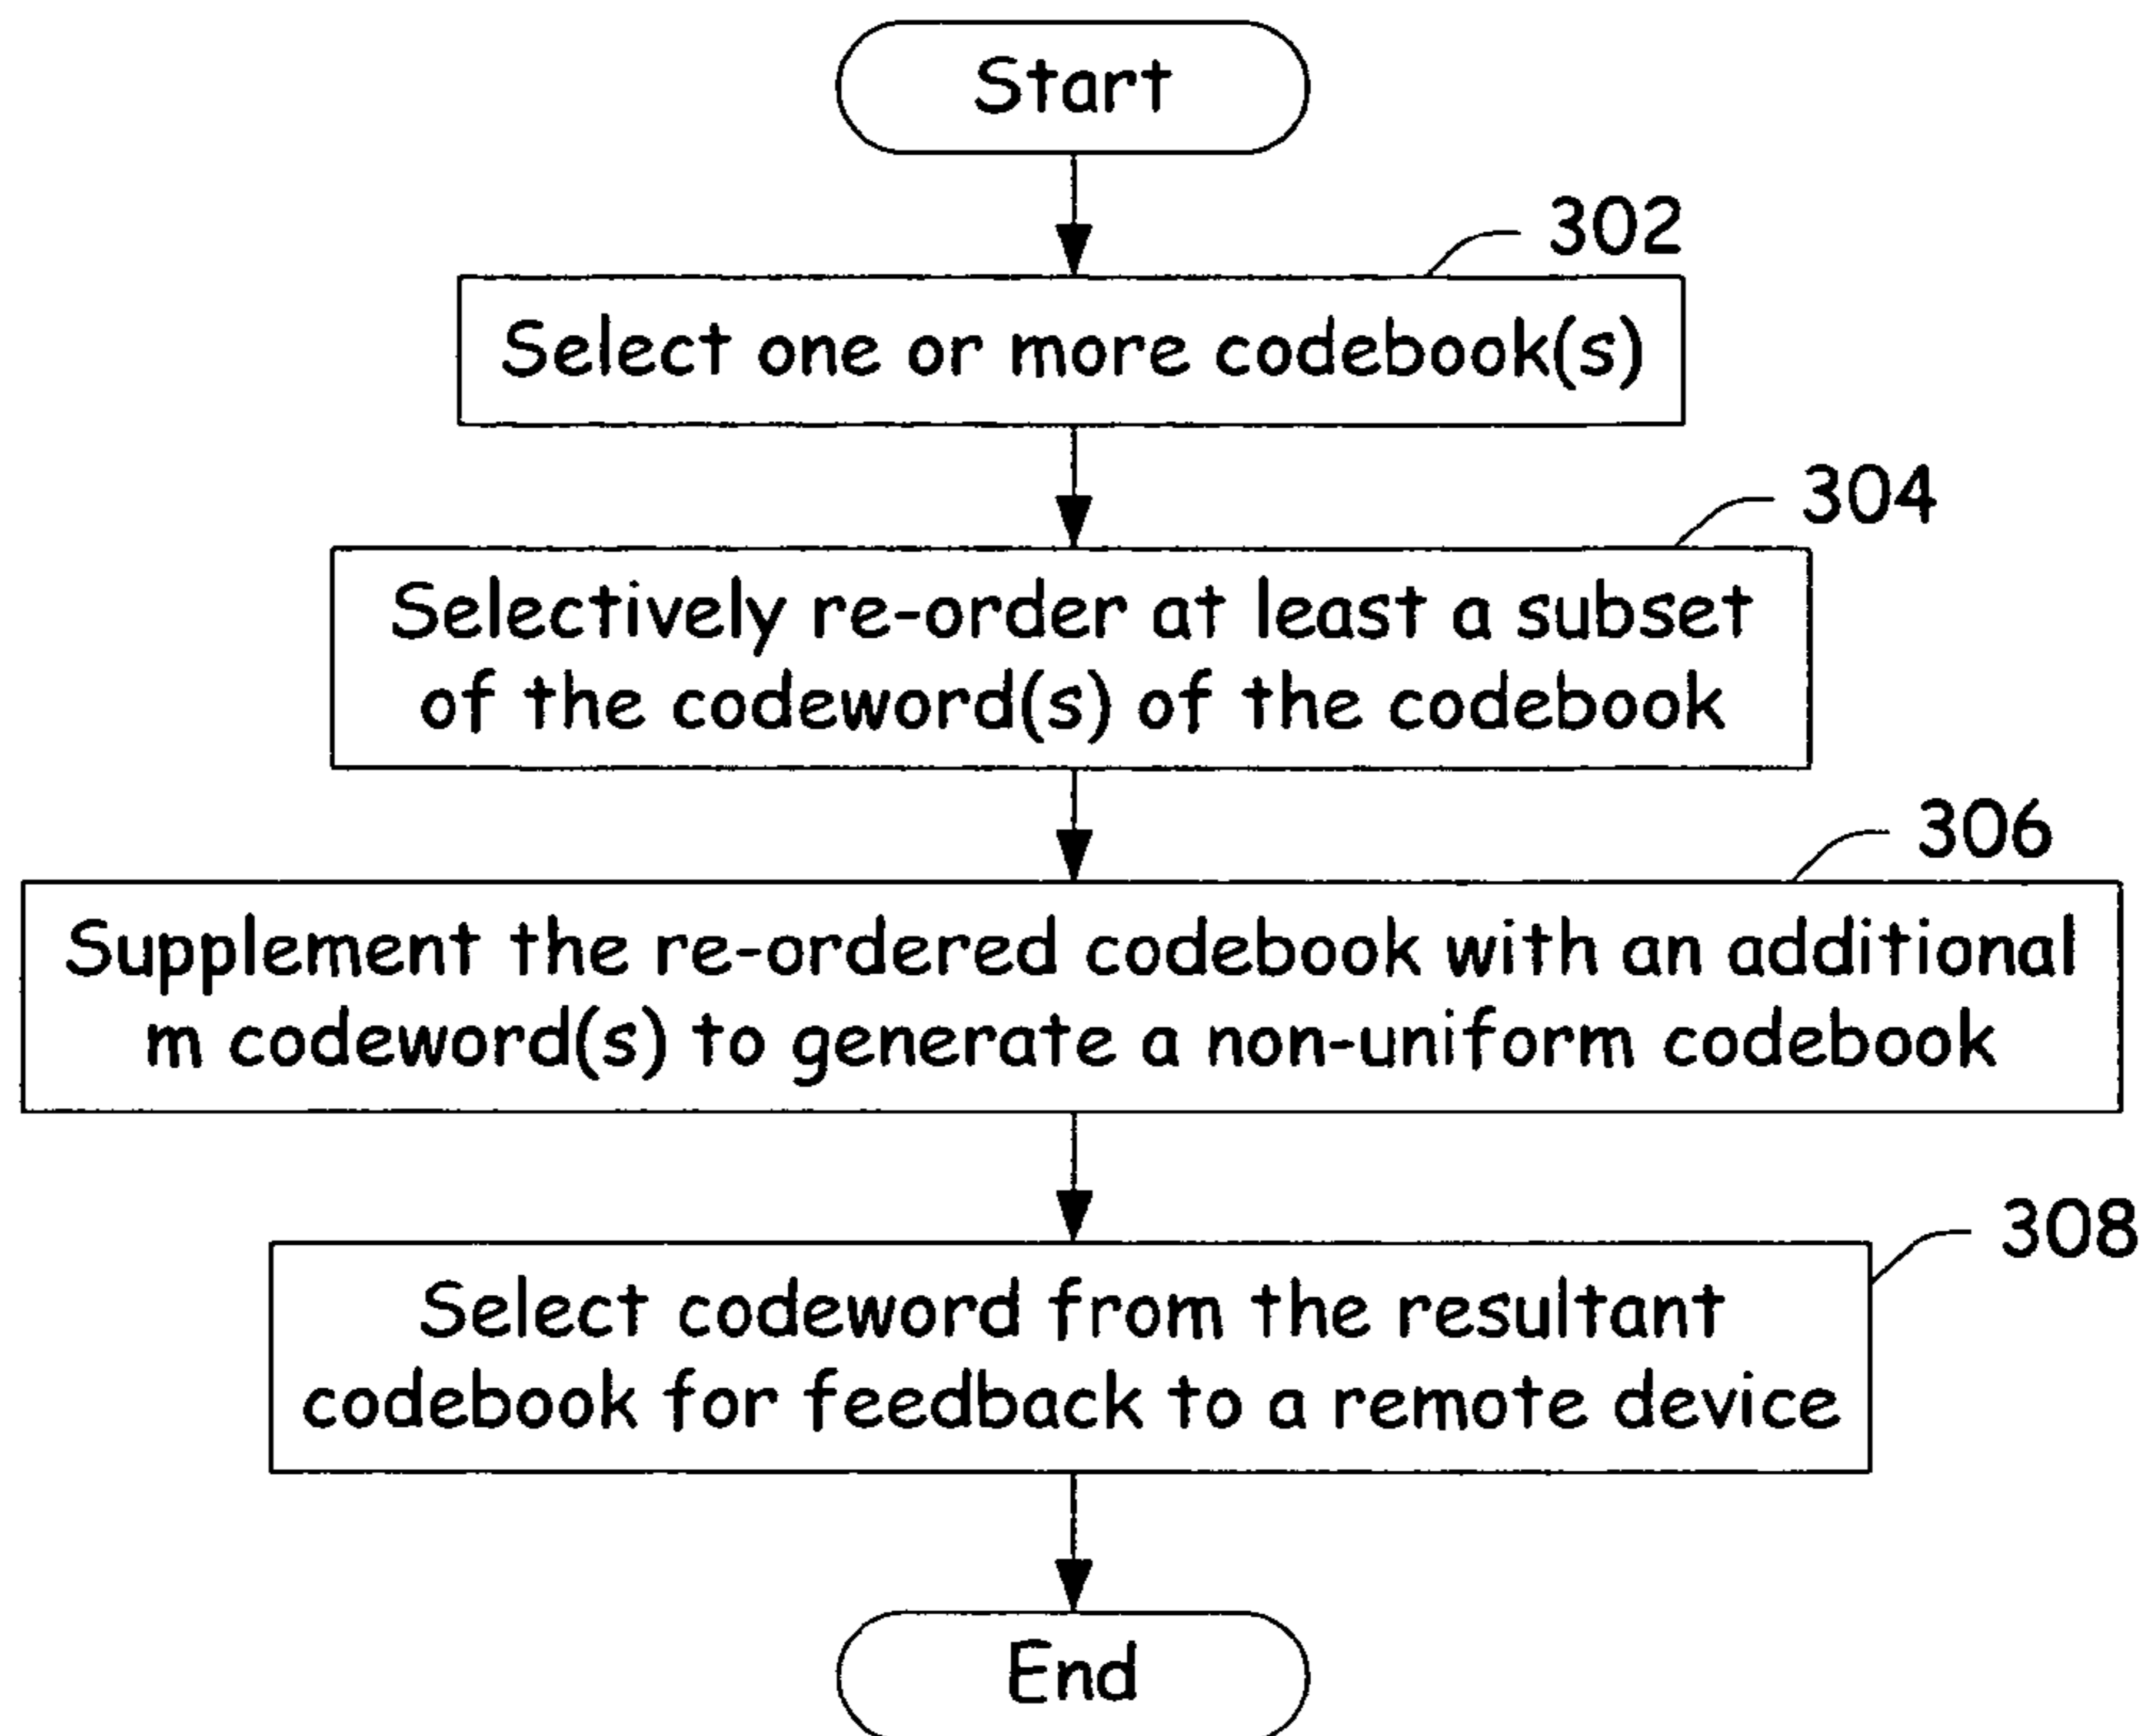 Start
302
Select one or more codebook(s)
304
Selectively re-order at least a subset
of the codeword(s) of the codebook
306
Supplement the re-ordered codebook with an additional
m codeword(s) to generate a non-uniform codebook
308
Select codeword from the resultant
codebook for feedback to a remote device
End